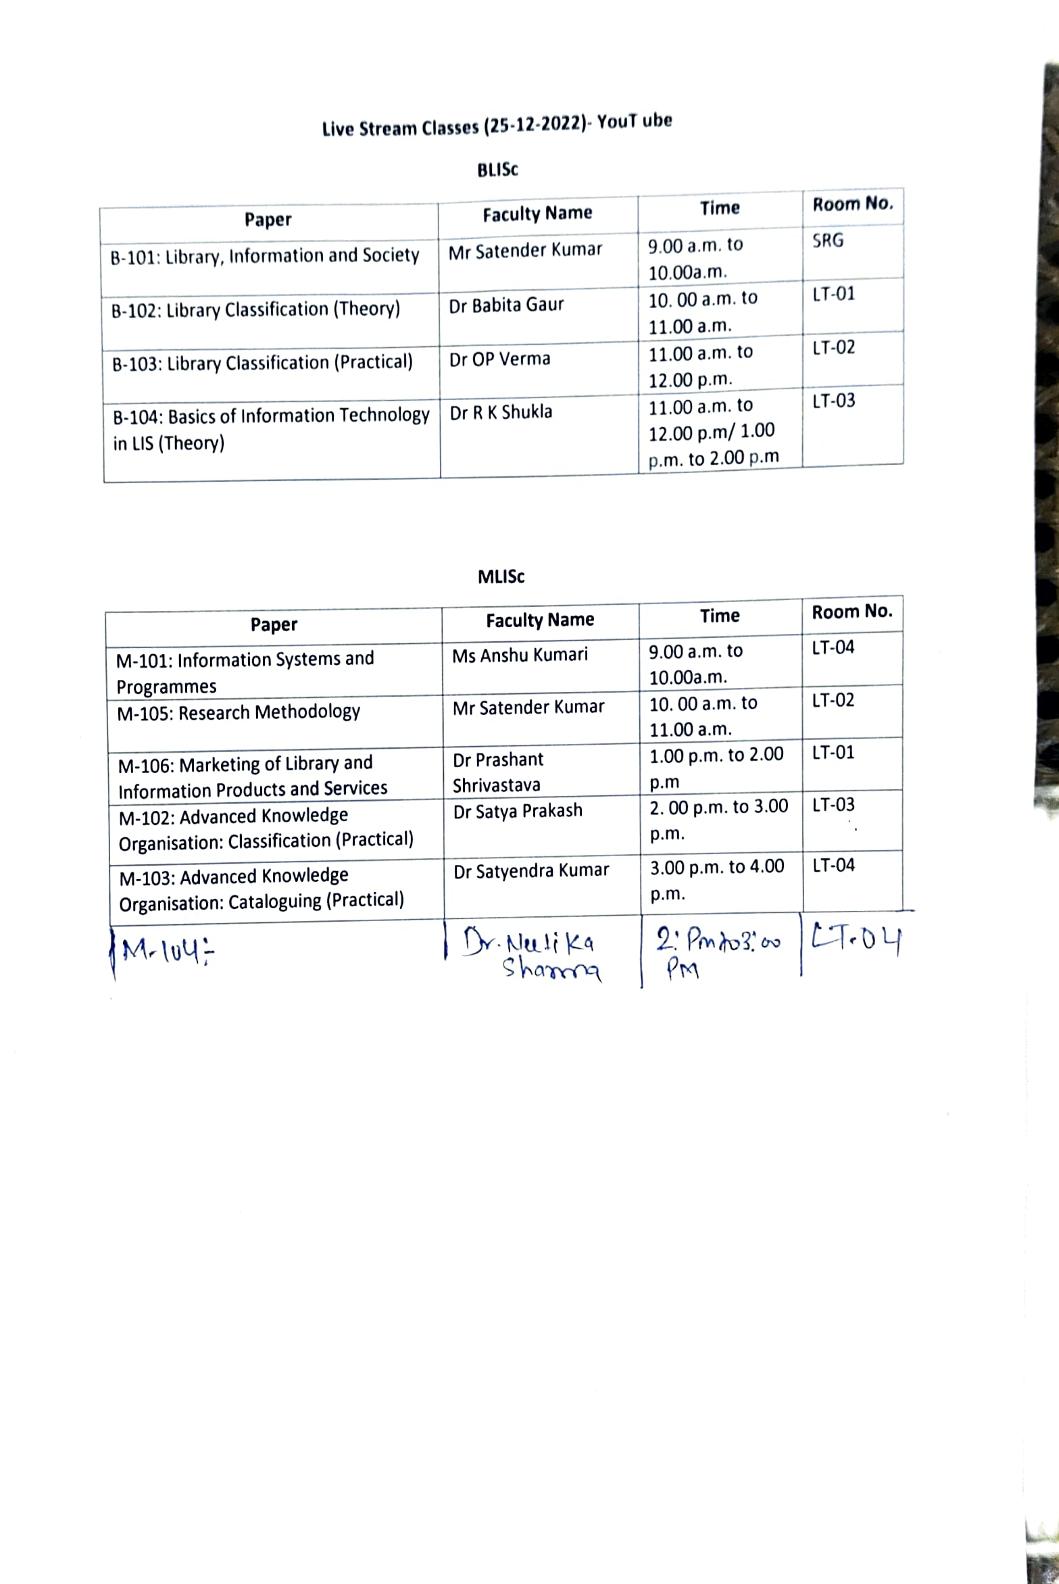 Live Stream Classes (25-12-2022)- YouT ube
BLISc
Paper Faculty Name Time Room No.
B-101: Library, Information and Society Mr Satender Kumar 9.00 a.m. to SRG
10.00a.m.
B-102: Library Classification (Theory) Dr Babita Gaur 10. 00 a.m. to LT-01
11.00 a.m.
B-103: Library Classification (Practical) Dr OP Verma 11.00 a.m. to LT-02
12.00 p.m.
B-104: Basics of Information Technology Dr R K Shukla 11.00 a.m. to LT-03
in LIS (Theory) 12.00 p.m/ 1.00
p.m. to 2.00 p.m
MLISc
Paper Faculty Name Time Room No.
M-101: Information Systems and Ms Anshu Kumari 9.00 a.m. to LT-04
Programmes 10.00a.m.
M-105: Research Methodology Mr Satender Kumar 10. 00 a.m. to LT-02
11.00 a.m.
M-106: Marketing of Library and Dr Prashant 1.00 p.m. to 2.00 LT-01
Information Products and Services Shrivastava p.m
M-102: Advanced Knowledge Dr Satya Prakash 2. 00 p.m. to 3.00 LT-03
Organisation: Classification (Practical) p.m.
M-103: Advanced Knowledge Dr Satyendra Kumar 3.00 p.m. to 4.00 LT-04
Organisation: Cataloguing (Practical) p.m.
M-104:- Dr. Neelika 2: Pm to 3:00 LT-04
Sharma PM